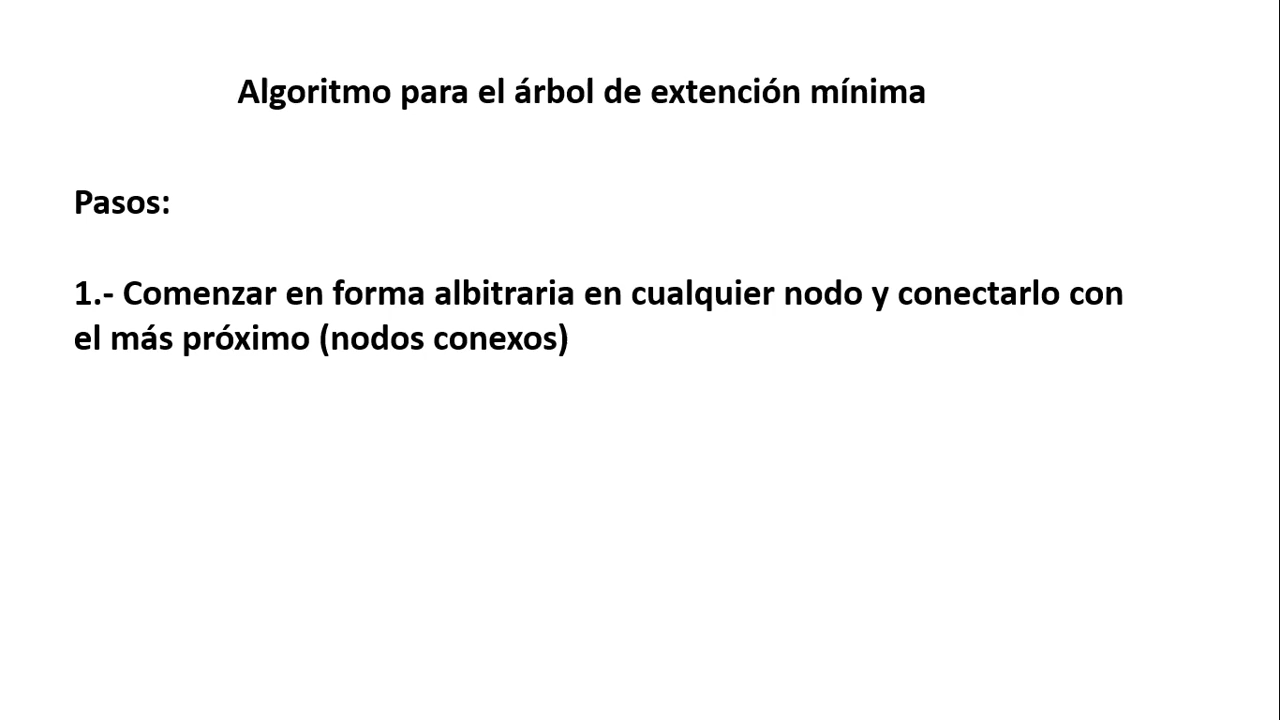 Algoritmo para el árbol de extención mínima
Pasos:
1.- Comenzar en forma albitraria en cualquier nodo y conectarlo con
el más próximo (nodos conexos)